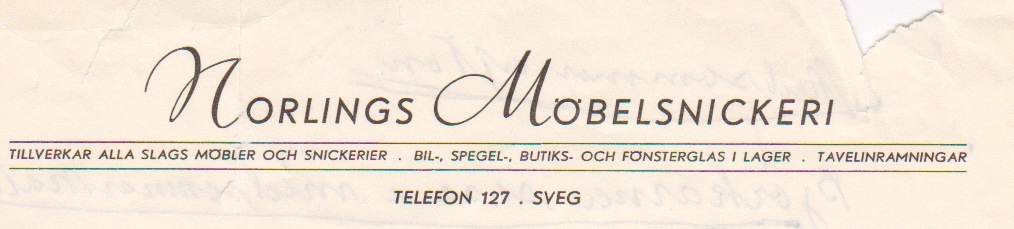 NORLINGS MÖBELSNICKERI
TILLVERKAR ALLA SLAGS MÖBLER OCH SNICKERIER . BIL-, SPEGEL-, BUTIKS- OCH FÖNSTERGLAS I LAGER . TAVELINRAMNINGAR
TELEFON 127 . SVEG